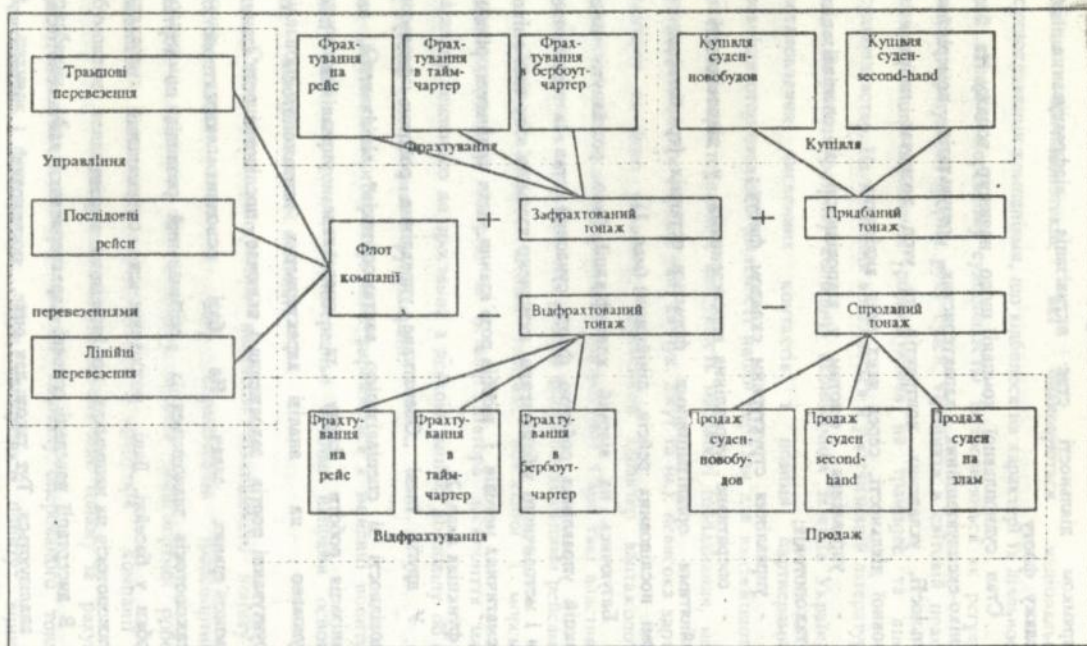 Трампові
перевезення
Управління
Послідовні
рейси
перевезеннями
Лінійні
перевезення
Фрах-
тування
на
рейс
Фрах-
тування
в тайм-
чартер
Фрах-
тування
в бербоут-
чартер
Фрахтування
Купівля
суден-
новобудов
Купівля
суден-
second-hand
Купівля
Флот
компанії
+
Зафрахтований
тонаж
+
Придбаний
тонаж
−
Відфрахтований
тонаж
−
Спроданий
тонаж
Фрахту-
вання
на
рейс
Фрахту-
вання
в
тайм-
чартер
Фрахту-
вання
в
бербоут-
чартер
Відфрахтування
Продаж
суден-
новобу-
дов
Продаж
суден
second-
hand
Продаж
суден
на
злам
Продаж